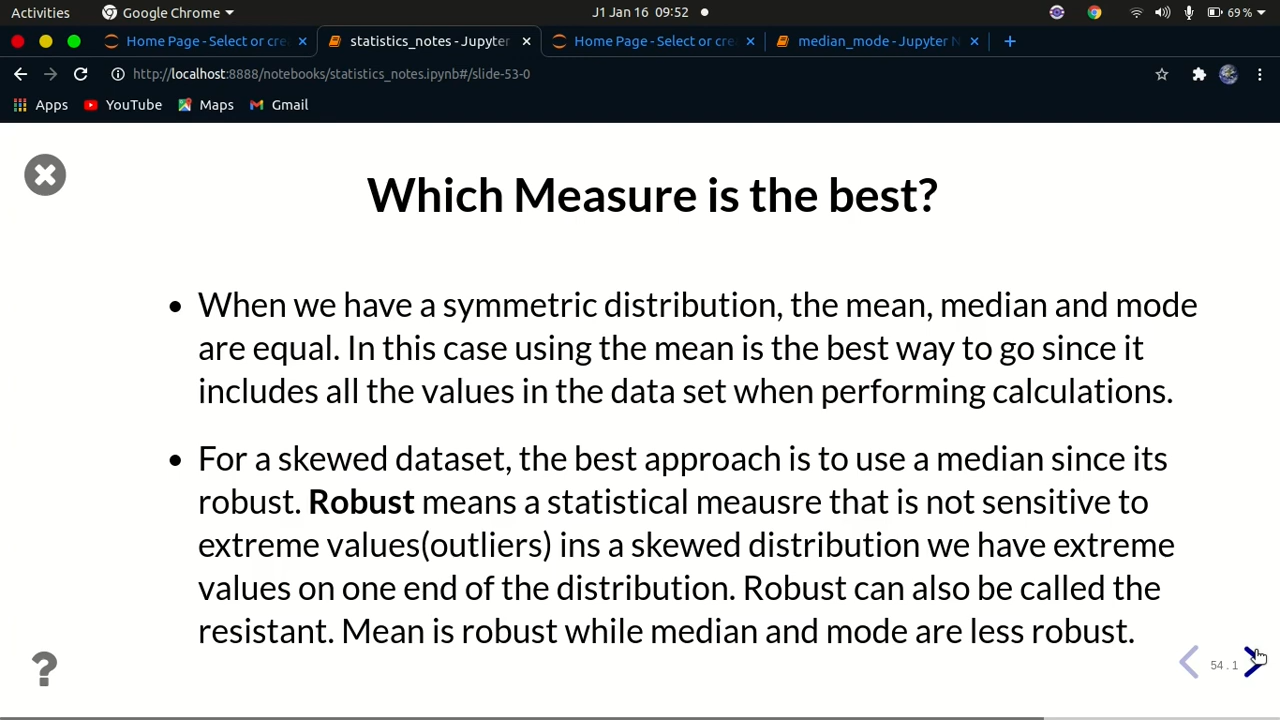 Activities Google Chrome J1 Jan 16 09:52 69 %
Home Page - Select or cre statistics_notes - Jupyter Home Page - Select or cre median_mode - Jupyter N
http://localhost:8888/notebooks/statistics_notes.ipynb#/slide-53-0
Apps YouTube Maps Gmail
Which Measure is the best?
• When we have a symmetric distribution, the mean, median and mode
are equal. In this case using the mean is the best way to go since it
includes all the values in the data set when performing calculations.
• For a skewed dataset, the best approach is to use a median since its
robust. Robust means a statistical meausre that is not sensitive to
extreme values(outliers) ins a skewed distribution we have extreme
values on one end of the distribution. Robust can also be called the
resistant. Mean is robust while median and mode are less robust.
54 . 1
?